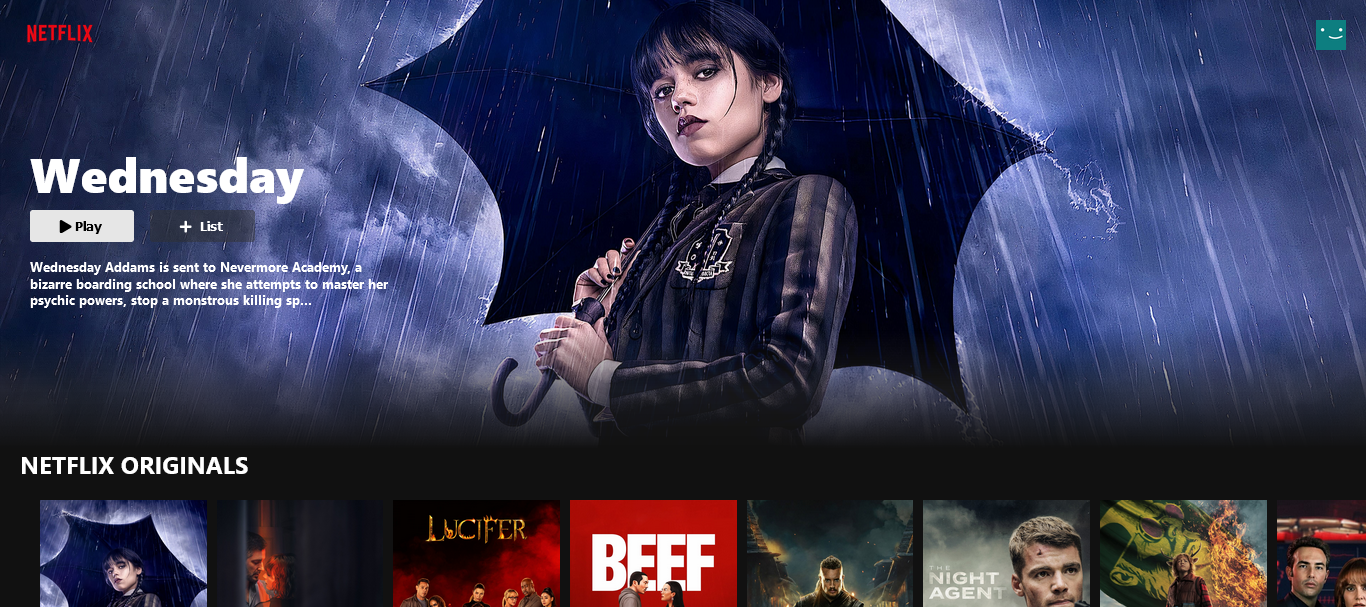 NETFLIX
Wednesday
Play
List
Wednesday Addams is sent to Nevermore Academy, a
bizarre boarding school where she attempts to master her
psychic powers, stop a monstrous killing sp...
NETFLIX ORIGINALS
LUCIFER
BEEF
THE
NIGHT
AGENT